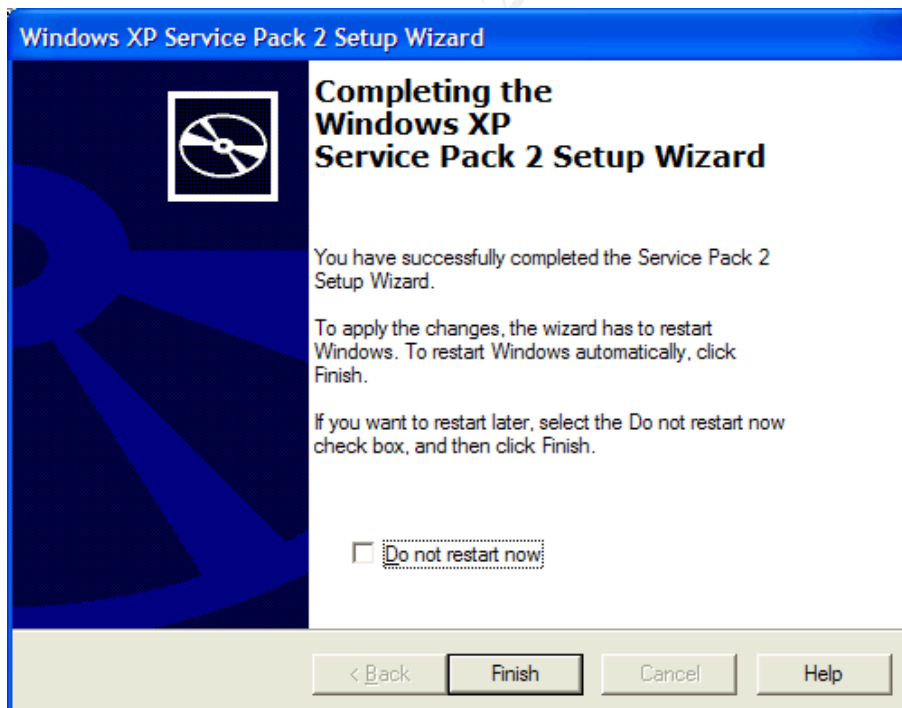 Windows XP Service Pack 2 Setup Wizard
Completing the
Windows XP
Service Pack 2 Setup Wizard
You have successfully completed the Service Pack 2
Setup Wizard.
To apply the changes, the wizard has to restart
Windows. To restart Windows automatically, click
Finish.
If you want to restart later, select the Do not restart now
check box, and then click Finish.
Do not restart now
< Back
Finish
Cancel
Help